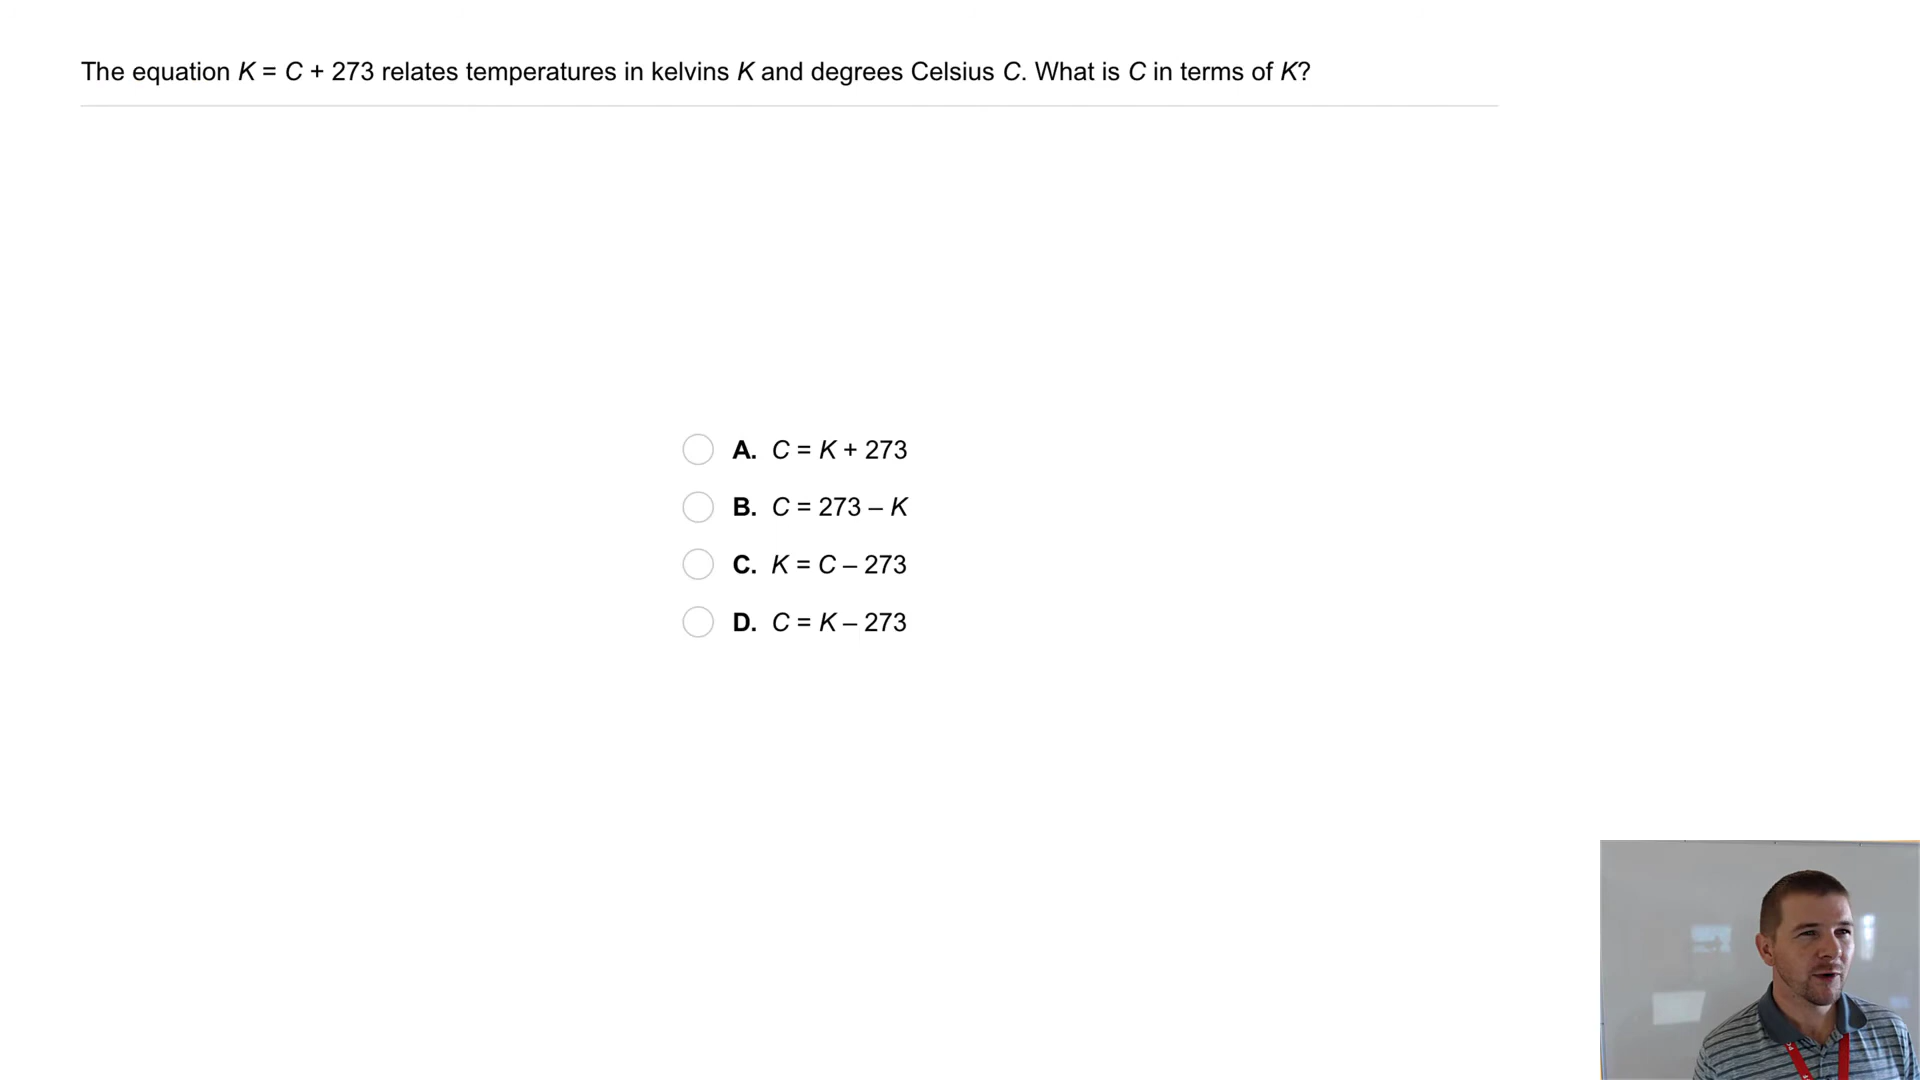 The equation K = C + 273 relates temperatures in kelvins K and degrees Celsius C. What is C in terms of K?
A. C = K + 273
B. C = 273 – K
C. K = C – 273
D. C = K – 273